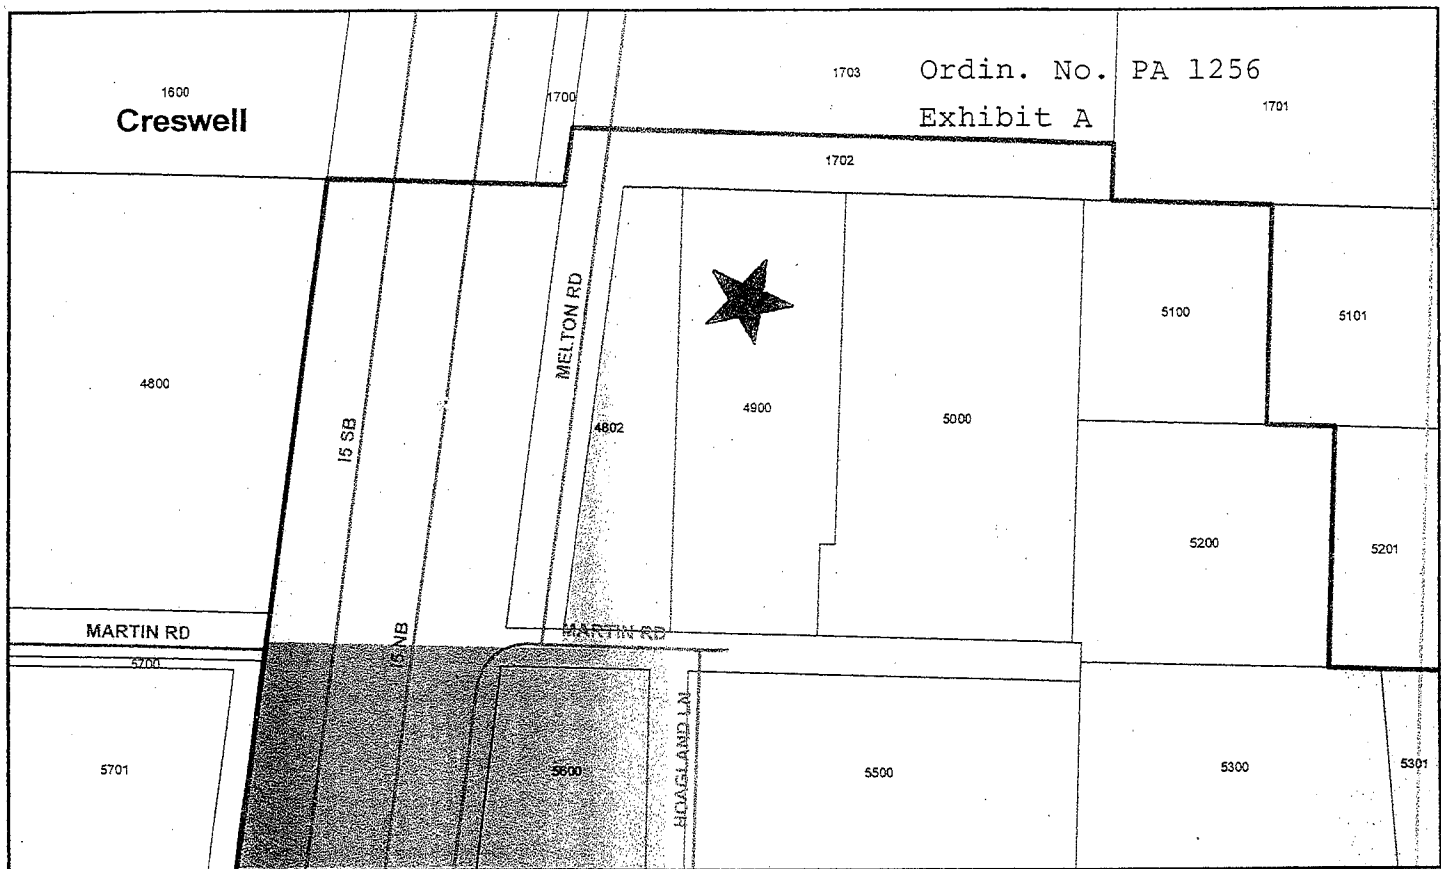 Ordin. No. PA 1256
Exhibit A
1600
Creswell
1700
1703
1701
1702
MELTON RD
5100
5101
4800
4900
5000
4802
I5 SB
5200
5201
MARTIN RD
I5 NB
MARTIN RD
5700
5701
5600
HOAGLAND LN
5500
5300
5301